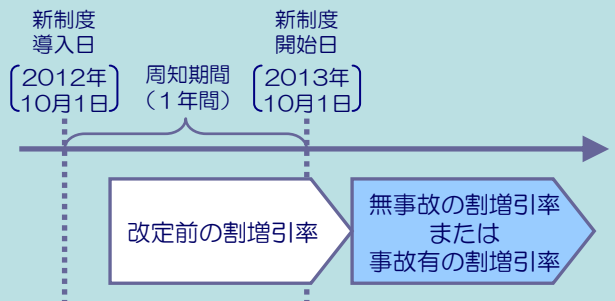 新制度
導入日
2012年
10月1日
周知期間
（1年間）
新制度
開始日
2013年
10月1日
改定前の割増引率
無事故の割増引率
または
事故有の割増引率